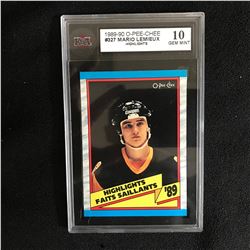 1989-90 O-PEE-CHEE
#327 MARIO LEMIEUX
HIGHLIGHTS
10
GEM MINT
O-Pee-Chee
HIGHLIGHTS
FAITS SAILLANTS
'89